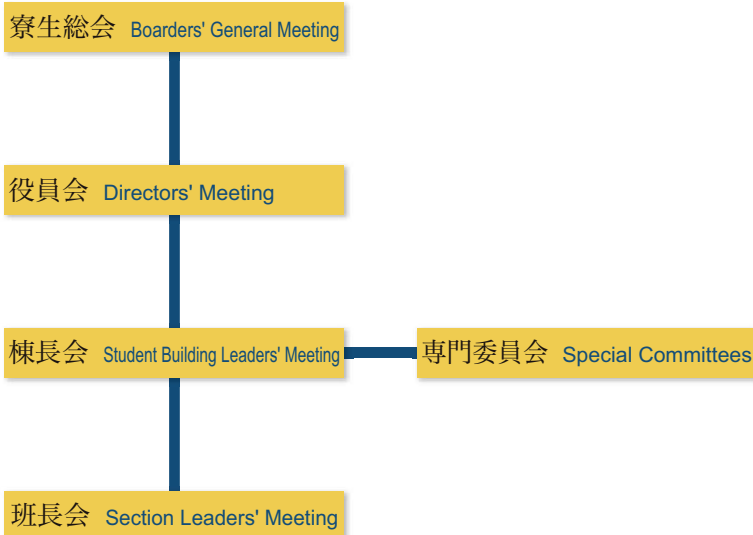 寮生総会 Boarders' General Meeting
役員会 Directors' Meeting
棟長会 Student Building Leaders' Meeting
専門委員会 Special Committees
班長会 Section Leaders' Meeting